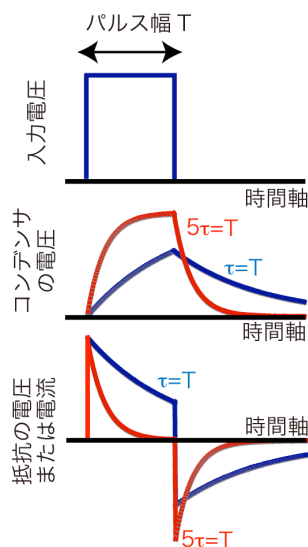 パルス幅 T
入力電圧
時間軸
コンデンサ
の電圧
5τ=T
τ=T
時間軸
抵抗の電圧
または電流
τ=T
時間軸
5τ=T